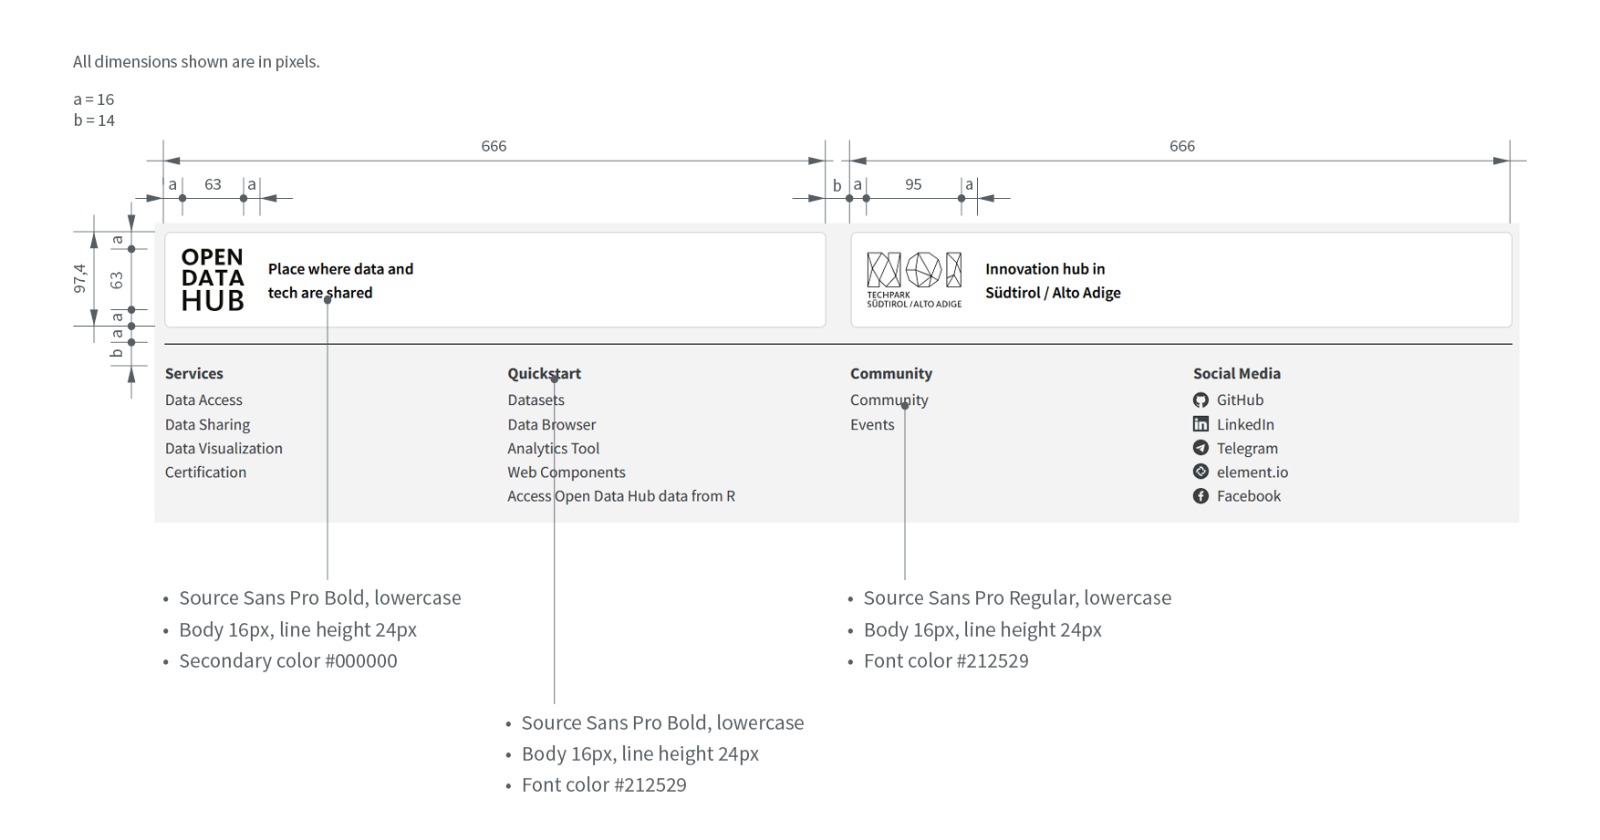 All dimensions shown are in pixels.
a = 16
b = 14
666
666
a 63 a
b a 95 a
97,4
a
63
a
a
b
OPEN
DATA
HUB
Place where data and
tech are shared
TECHPARK
SÜDTIROL / ALTO ADIGE
Innovation hub in
Südtirol / Alto Adige
Services
Data Access
Data Sharing
Data Visualization
Certification
Quickstart
Datasets
Data Browser
Analytics Tool
Web Components
Access Open Data Hub data from R
Community
Community
Events
Social Media
GitHub
in LinkedIn
Telegram
element.io
f Facebook
• Source Sans Pro Bold, lowercase
• Body 16px, line height 24px
• Secondary color #000000
• Source Sans Pro Bold, lowercase
• Body 16px, line height 24px
• Font color #212529
• Source Sans Pro Regular, lowercase
• Body 16px, line height 24px
• Font color #212529